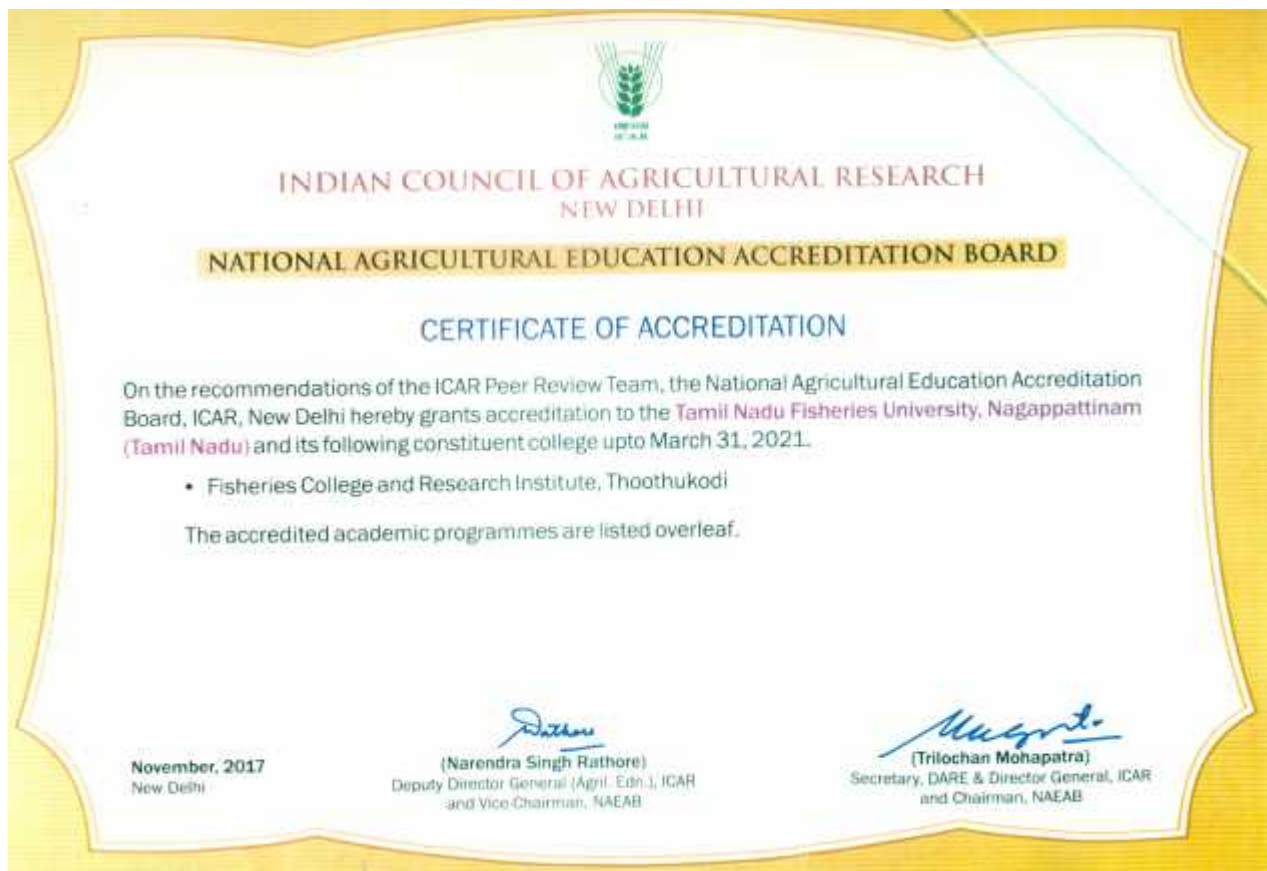 INDIAN COUNCIL OF AGRICULTURAL RESEARCH
NEW DELHI
NATIONAL AGRICULTURAL EDUCATION ACCREDITATION BOARD
CERTIFICATE OF ACCREDITATION
On the recommendations of the ICAR Peer Review Team, the National Agricultural Education Accreditation
Board, ICAR, New Delhi hereby grants accreditation to the Tamil Nadu Fisheries University, Nagappattinam
(Tamil Nadu) and its following constituent college upto March 31, 2021.
• Fisheries College and Research Institute, Thoothukodi
The accredited academic programmes are listed overleaf.
November, 2017
New Delhi
(Narendra Singh Rathore)
Deputy Director General (Agril. Edn.), ICAR
and Vice-Chairman, NAEAB
(Trilochan Mohapatra)
Secretary, DARE & Director General, ICAR
and Chairman, NAEAB